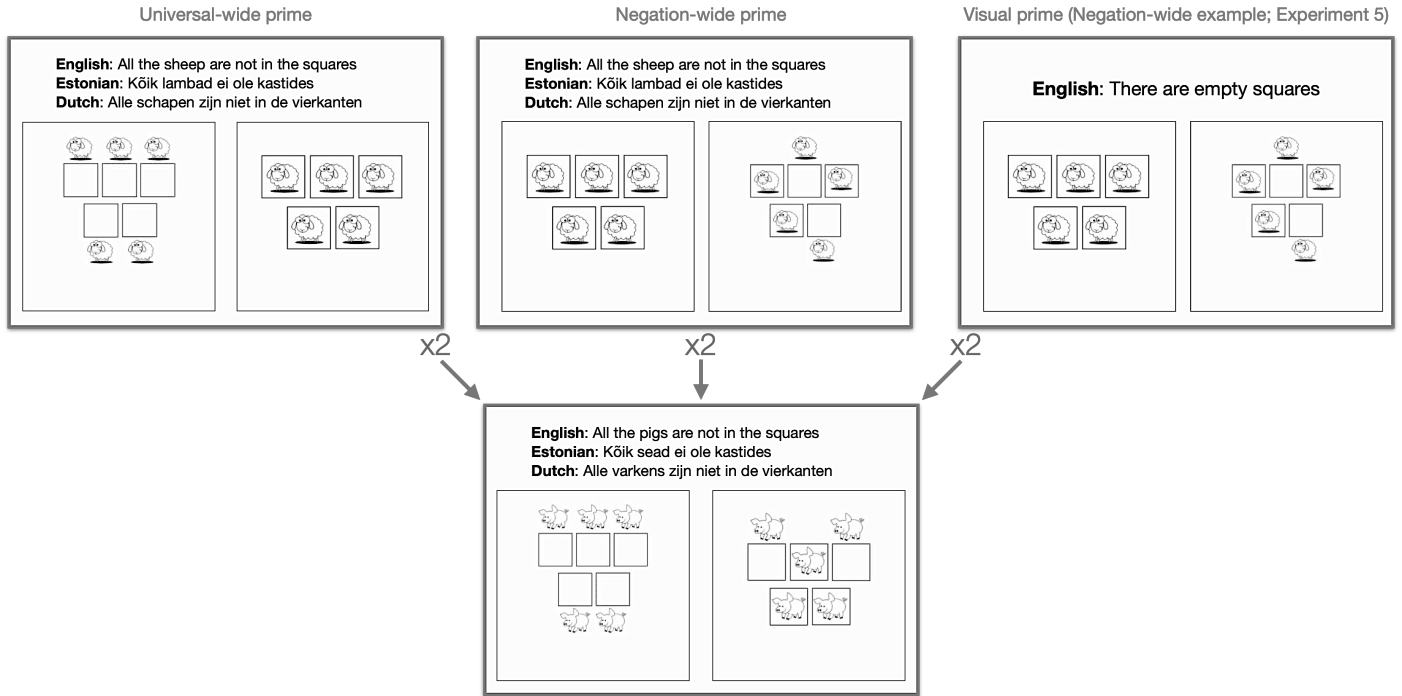 Universal-wide prime
Negation-wide prime
Visual prime (Negation-wide example; Experiment 5)
English: All the sheep are not in the squares
Estonian: Kõik lambad ei ole kastides
Dutch: Alle schapen zijn niet in de vierkanten
English: All the sheep are not in the squares
Estonian: Kõik lambad ei ole kastides
Dutch: Alle schapen zijn niet in de vierkanten
English: There are empty squares
x2
x2
x2
English: All the pigs are not in the squares
Estonian: Kõik sead ei ole kastides
Dutch: Alle varkens zijn niet in de vierkanten